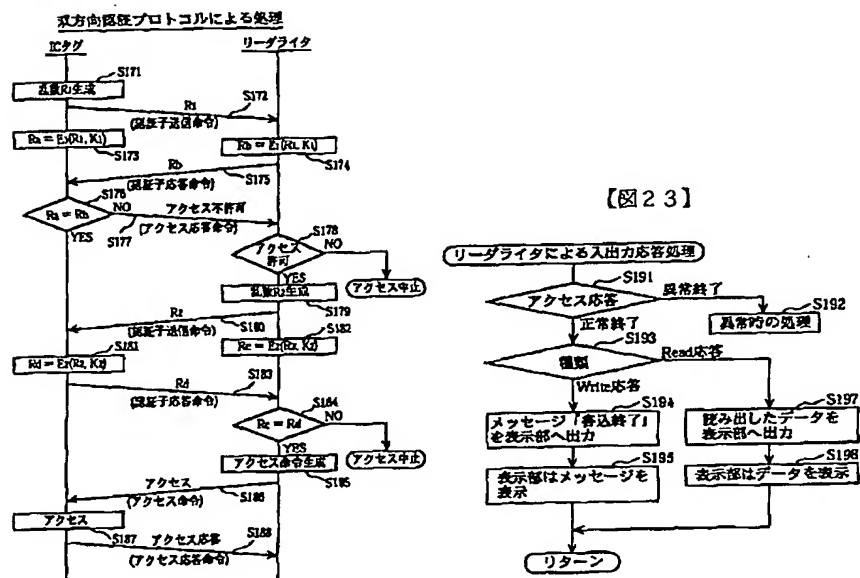 双方向認証プロトコルによる処理
ICタグ
リーダライタ
S171
乱数R1生成
R1
S172
(認証子送信命令)
Ra = E1(R1, K1)
S173
Rb = E1(R1, K1)
S174
Rb
S175
(認証子応答命令)
S176
Ra = Rb
NO
アクセス不許可
S177
(アクセス応答命令)
YES
S178
アクセス
許可
NO
アクセス中止
YES
乱数R2生成
S179
R2
S180
(認証子送信命令)
S182
Rc = E2(R2, K2)
S181
Rd = E2(R2, K2)
Rd
S183
(認証子応答命令)
S184
Rc = Rd
NO
アクセス中止
YES
アクセス命令生成
S185
アクセス
S186
(アクセス命令)
アクセス
S187
アクセス応答
S188
(アクセス応答命令)
【図23】
リーダライタによる入出力応答処理
S191
アクセス応答
異常終了
S192
異常時の処理
正常終了
S193
種類
Read応答
Write応答
S194
メッセージ「書込終了」
を表示部へ出力
S195
表示部はメッセージを
表示
S197
読み出したデータを
表示部へ出力
S198
表示部はデータを表示
リターン